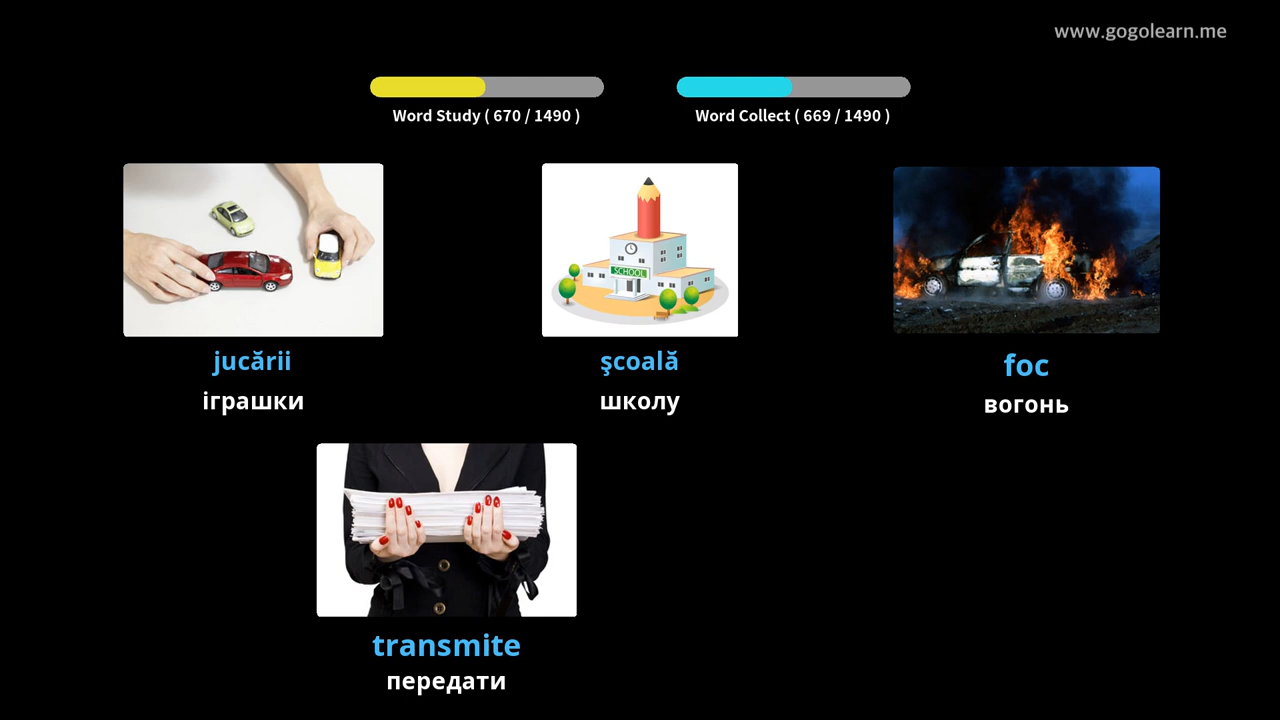 www.gogolearn.me
Word Study ( 670 / 1490 )
Word Collect ( 669 / 1490 )
SCHOOL
jucării
şcoală
foc
іграшки
школу
вогонь
transmite
передати